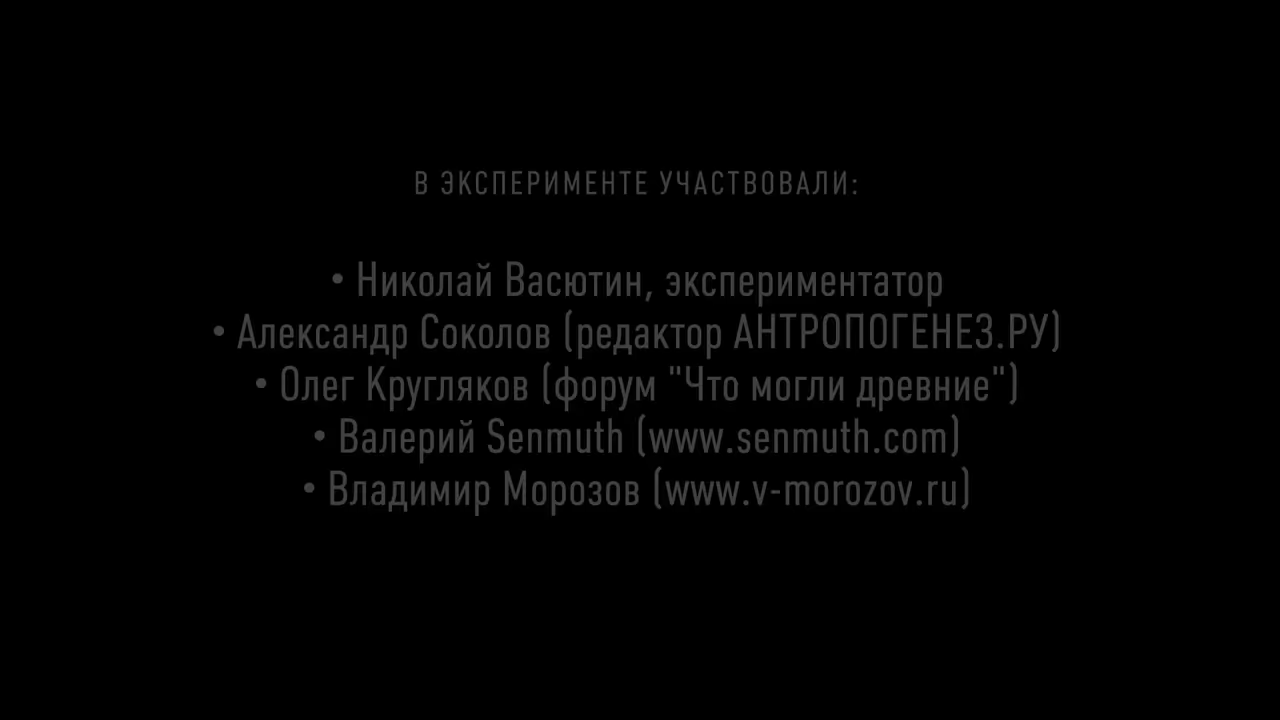 В ЭКСПЕРИМЕНТЕ УЧАСТВОВАЛИ:
• Николай Васютин, экспериментатор
• Александр Соколов (редактор АНТРОПОГЕНЕЗ.РУ)
• Олег Кругляков (форум "Что могли древние")
• Валерий Senmuth (www.senmuth.com)
• Владимир Морозов (www.v-morozov.ru)